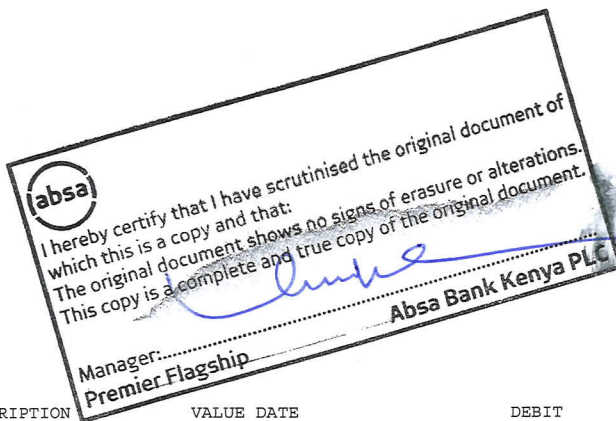 absa
I hereby certify that I have scrutinised the original document of
which this is a copy and that:
The original document shows no signs of erasure or alterations.
This copy is a complete and true copy of the original document.
Manager:
Premier Flagship
Absa Bank Kenya PLC
RIPTION VALUE DATE DEBIT